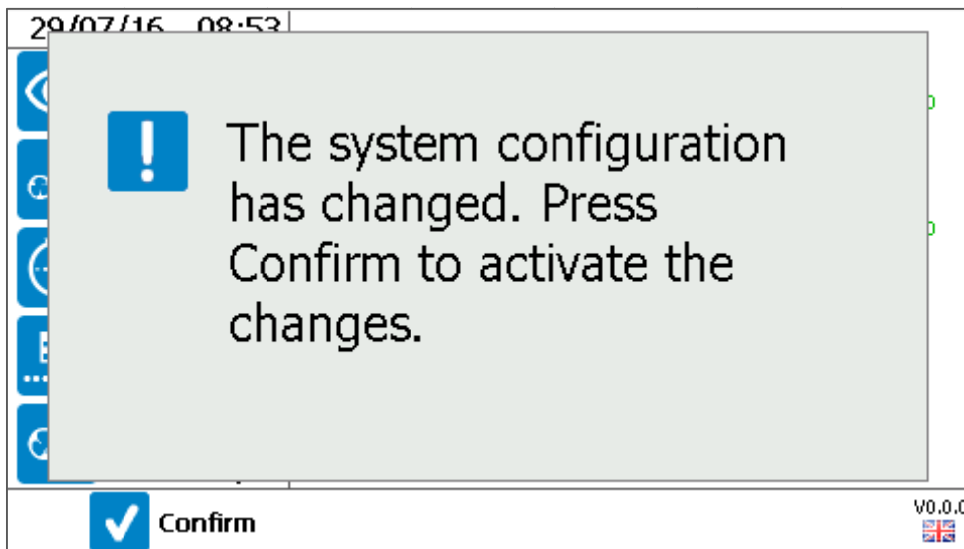 29/07/16 08:53
The system configuration
has changed. Press
Confirm to activate the
changes.
Confirm
V0.0.0